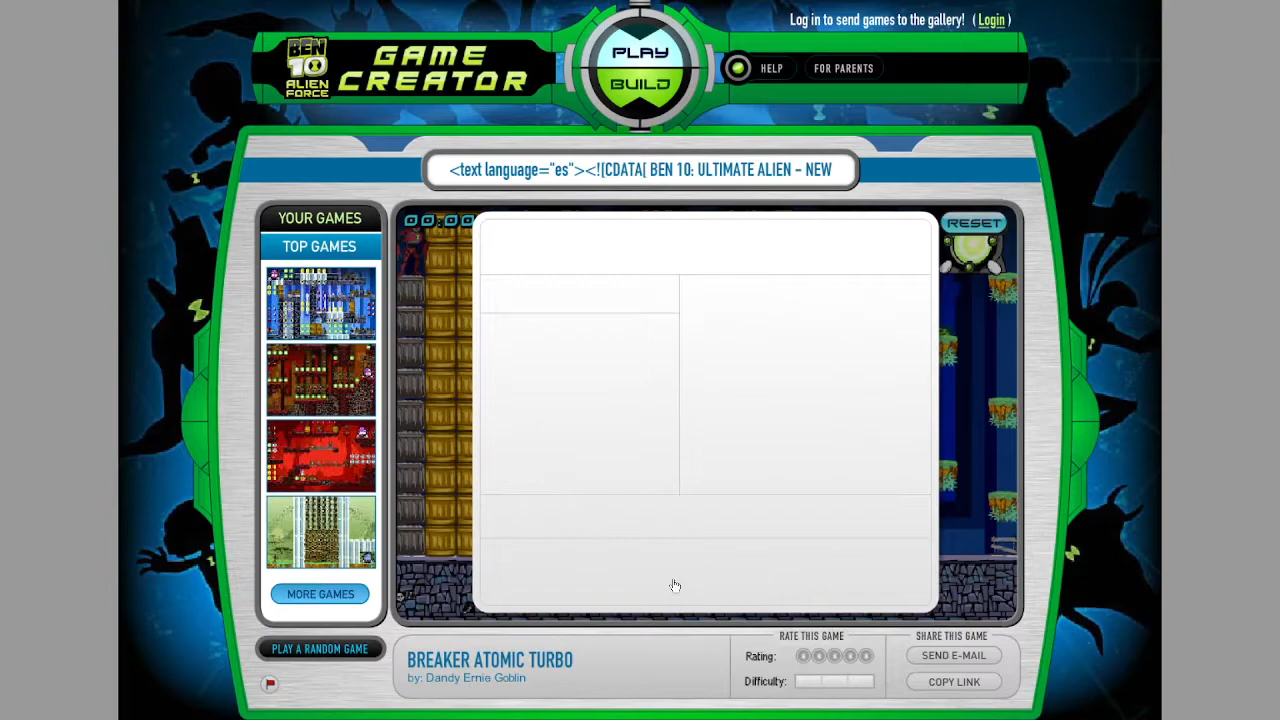 Log in to send games to the gallery! ( Login )
BEN 10 ALIEN FORCE
GAME CREATOR
PLAY
BUILD
HELP
FOR PARENTS
<text language="es"><![CDATA[ BEN 10: ULTIMATE ALIEN - NEW
YOUR GAMES
TOP GAMES
00:00
RESET
MORE GAMES
PLAY A RANDOM GAME
BREAKER ATOMIC TURBO
by: Dandy Ernie Goblin
RATE THIS GAME
Rating:
Difficulty:
SHARE THIS GAME
SEND E-MAIL
COPY LINK